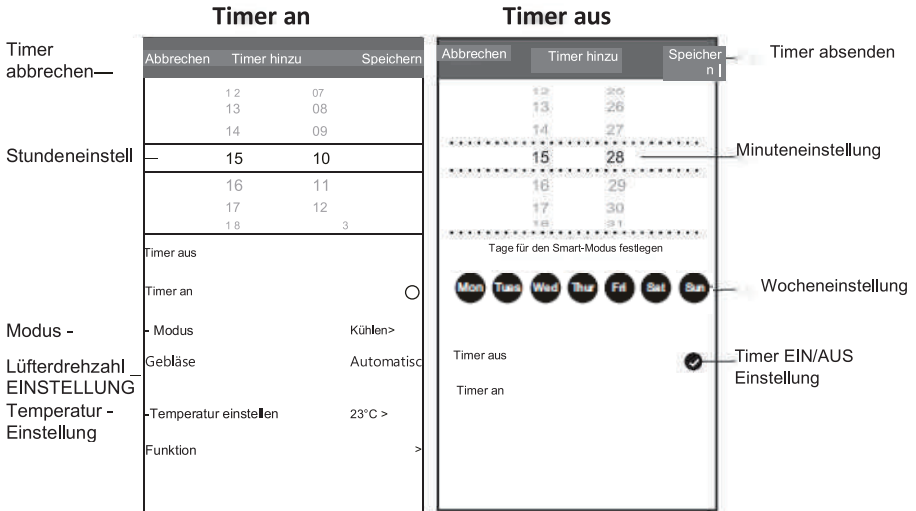 Timer an
Timer aus
Timer
abbrechen—
Abbrechen Timer hinzu Speichern
12 07
13 08
14 09
Stundeneinstell
15 10
16 11
17 12
18 3
Timer aus
Timer an
Modus -
- Modus Kühlen>
Lüfterdrehzahl
EINSTELLUNG
Gebläse Automatisc
Temperatur -
Einstellung
-Temperatur einstellen 23°C >
Funktion >
Abbrechen Timer hinzu Speicher
n
Timer absenden
12 25
13 26
14 27
15 28
Minuteneinstellung
16 29
17 30
18 31
Tage für den Smart-Modus festlegen
Mon Tues Wed Thur Fri Sat Sun
Wocheneinstellung
Timer aus
Timer EIN/AUS
Einstellung
Timer an